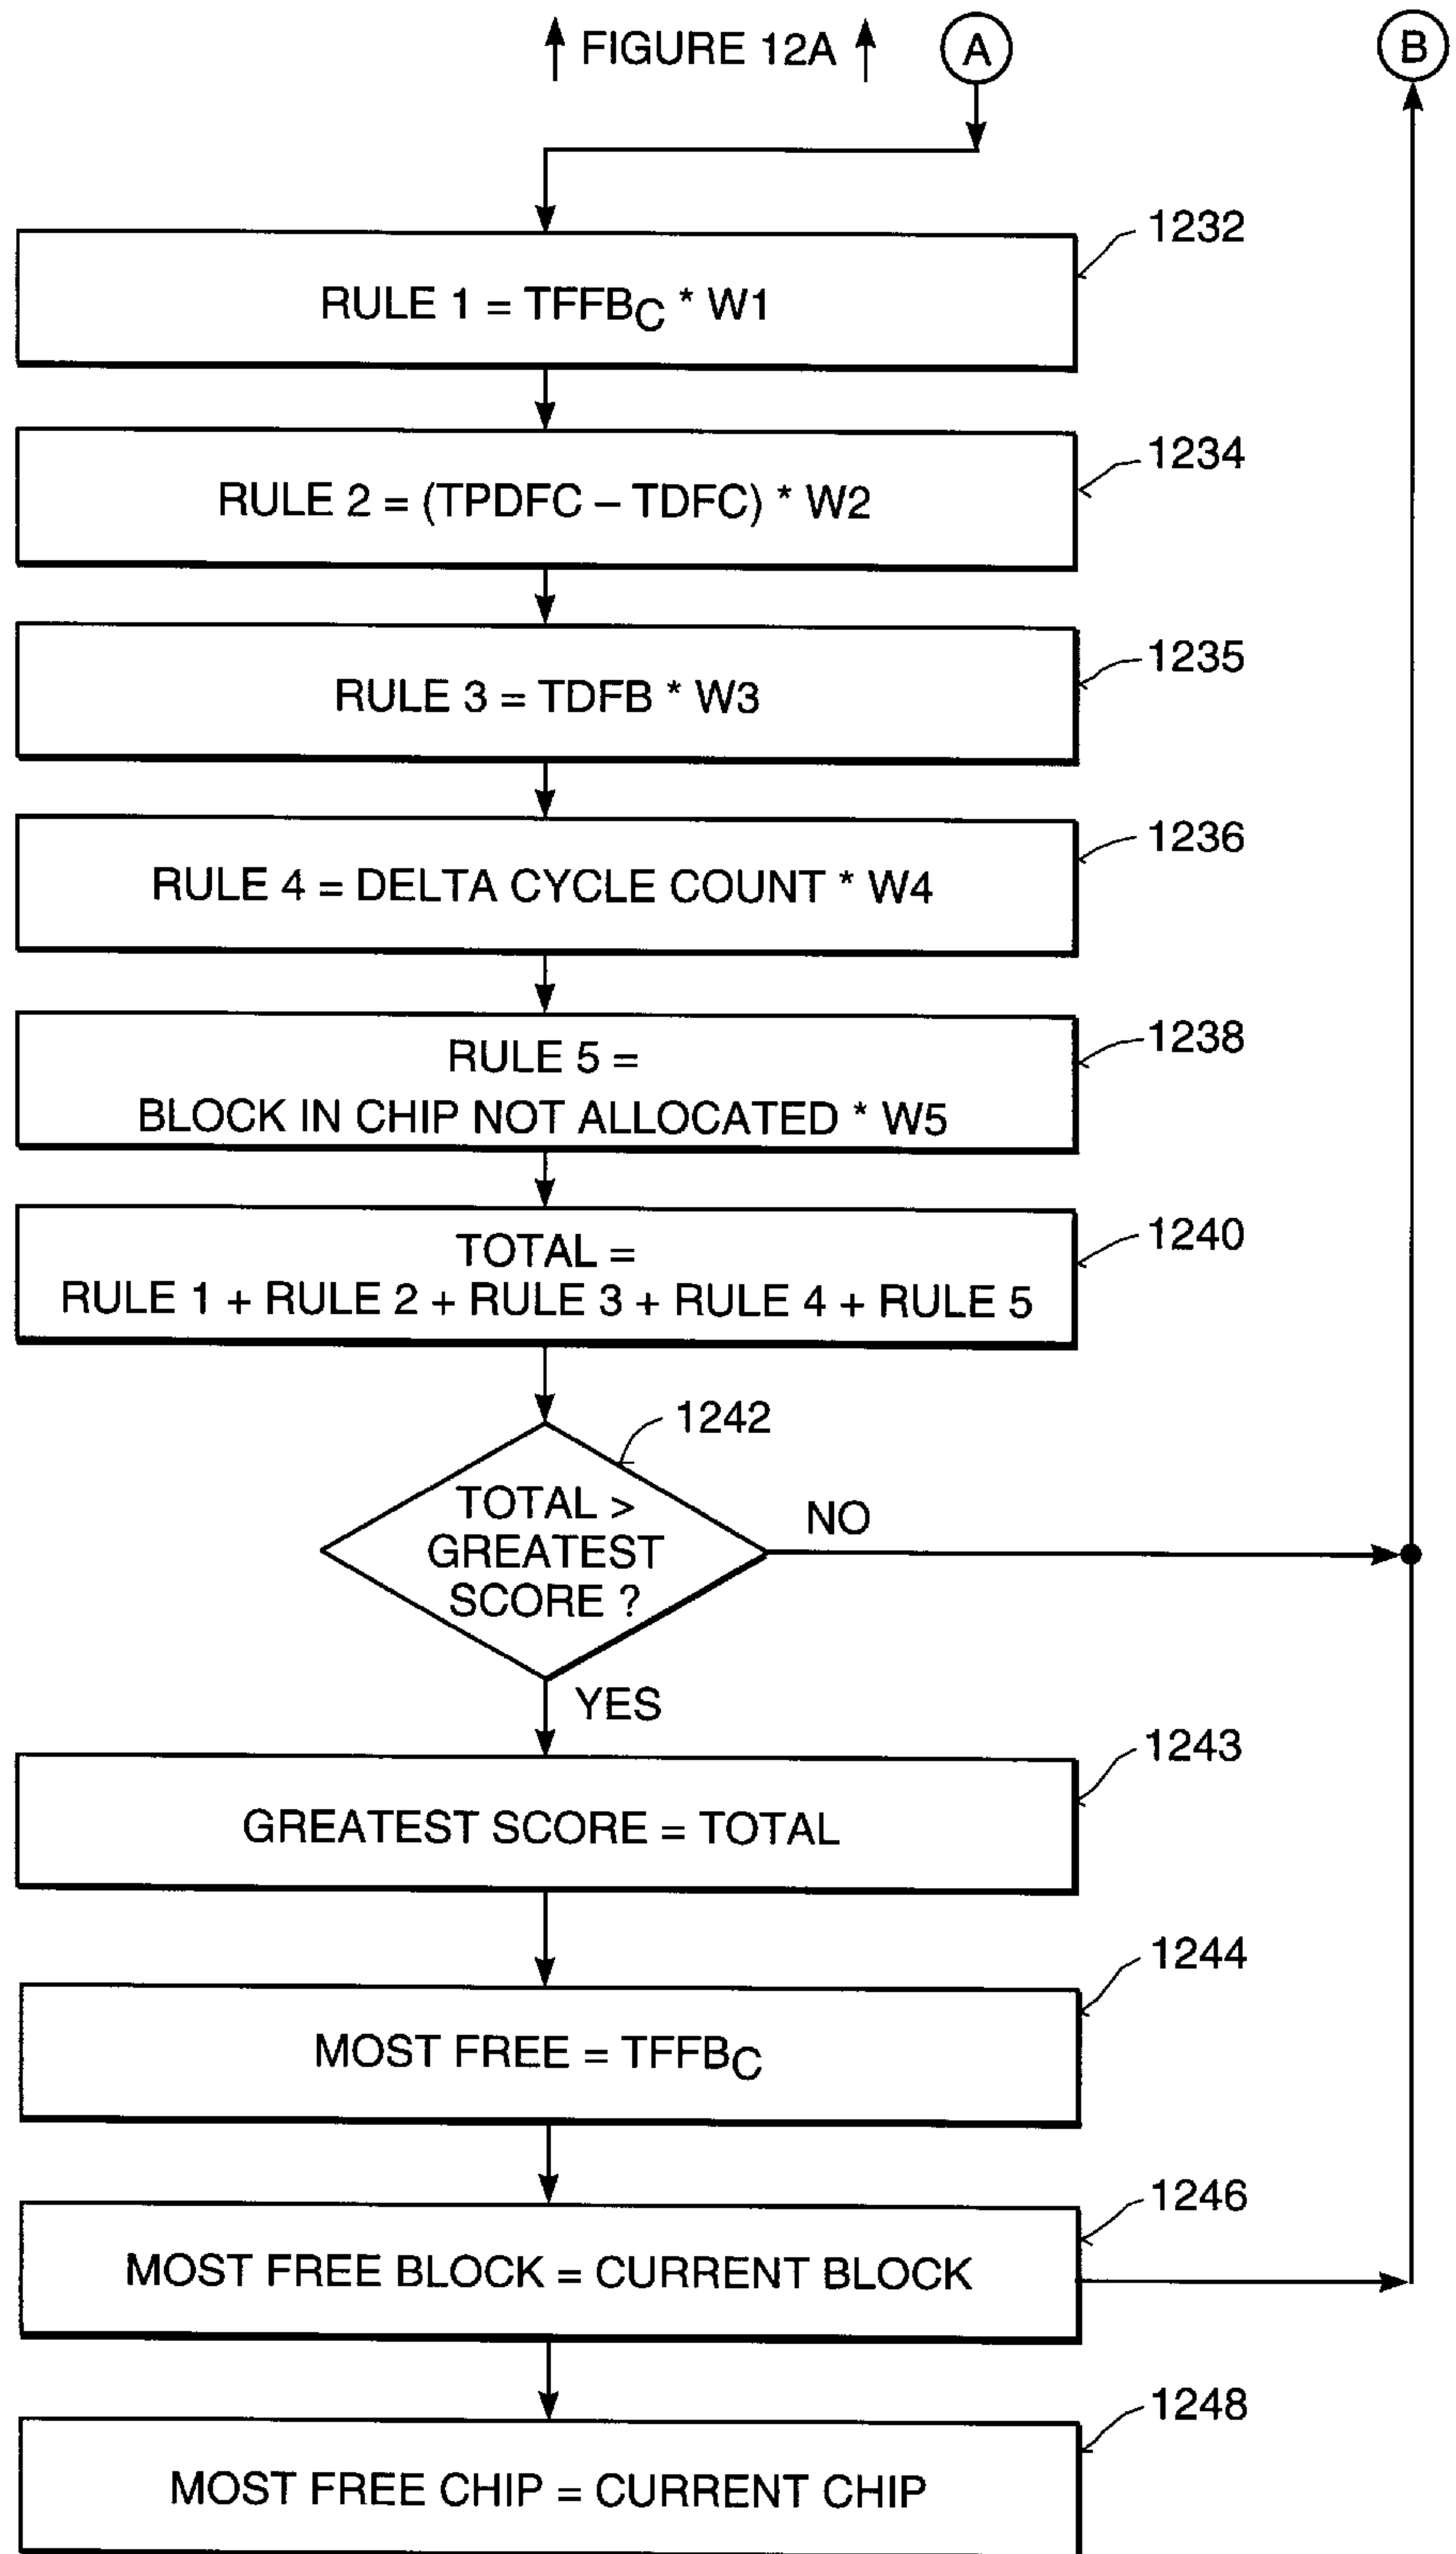 FIGURE 12A
A
B
1232
RULE 1 = TFFBC * W1
1234
RULE 2 = (TPDFC – TDFC) * W2
1235
RULE 3 = TDFB * W3
1236
RULE 4 = DELTA CYCLE COUNT * W4
1238
RULE 5 =
BLOCK IN CHIP NOT ALLOCATED * W5
1240
TOTAL =
RULE 1 + RULE 2 + RULE 3 + RULE 4 + RULE 5
1242
TOTAL >
GREATEST
SCORE ?
NO
YES
1243
GREATEST SCORE = TOTAL
1244
MOST FREE = TFFBC
1246
MOST FREE BLOCK = CURRENT BLOCK
1248
MOST FREE CHIP = CURRENT CHIP